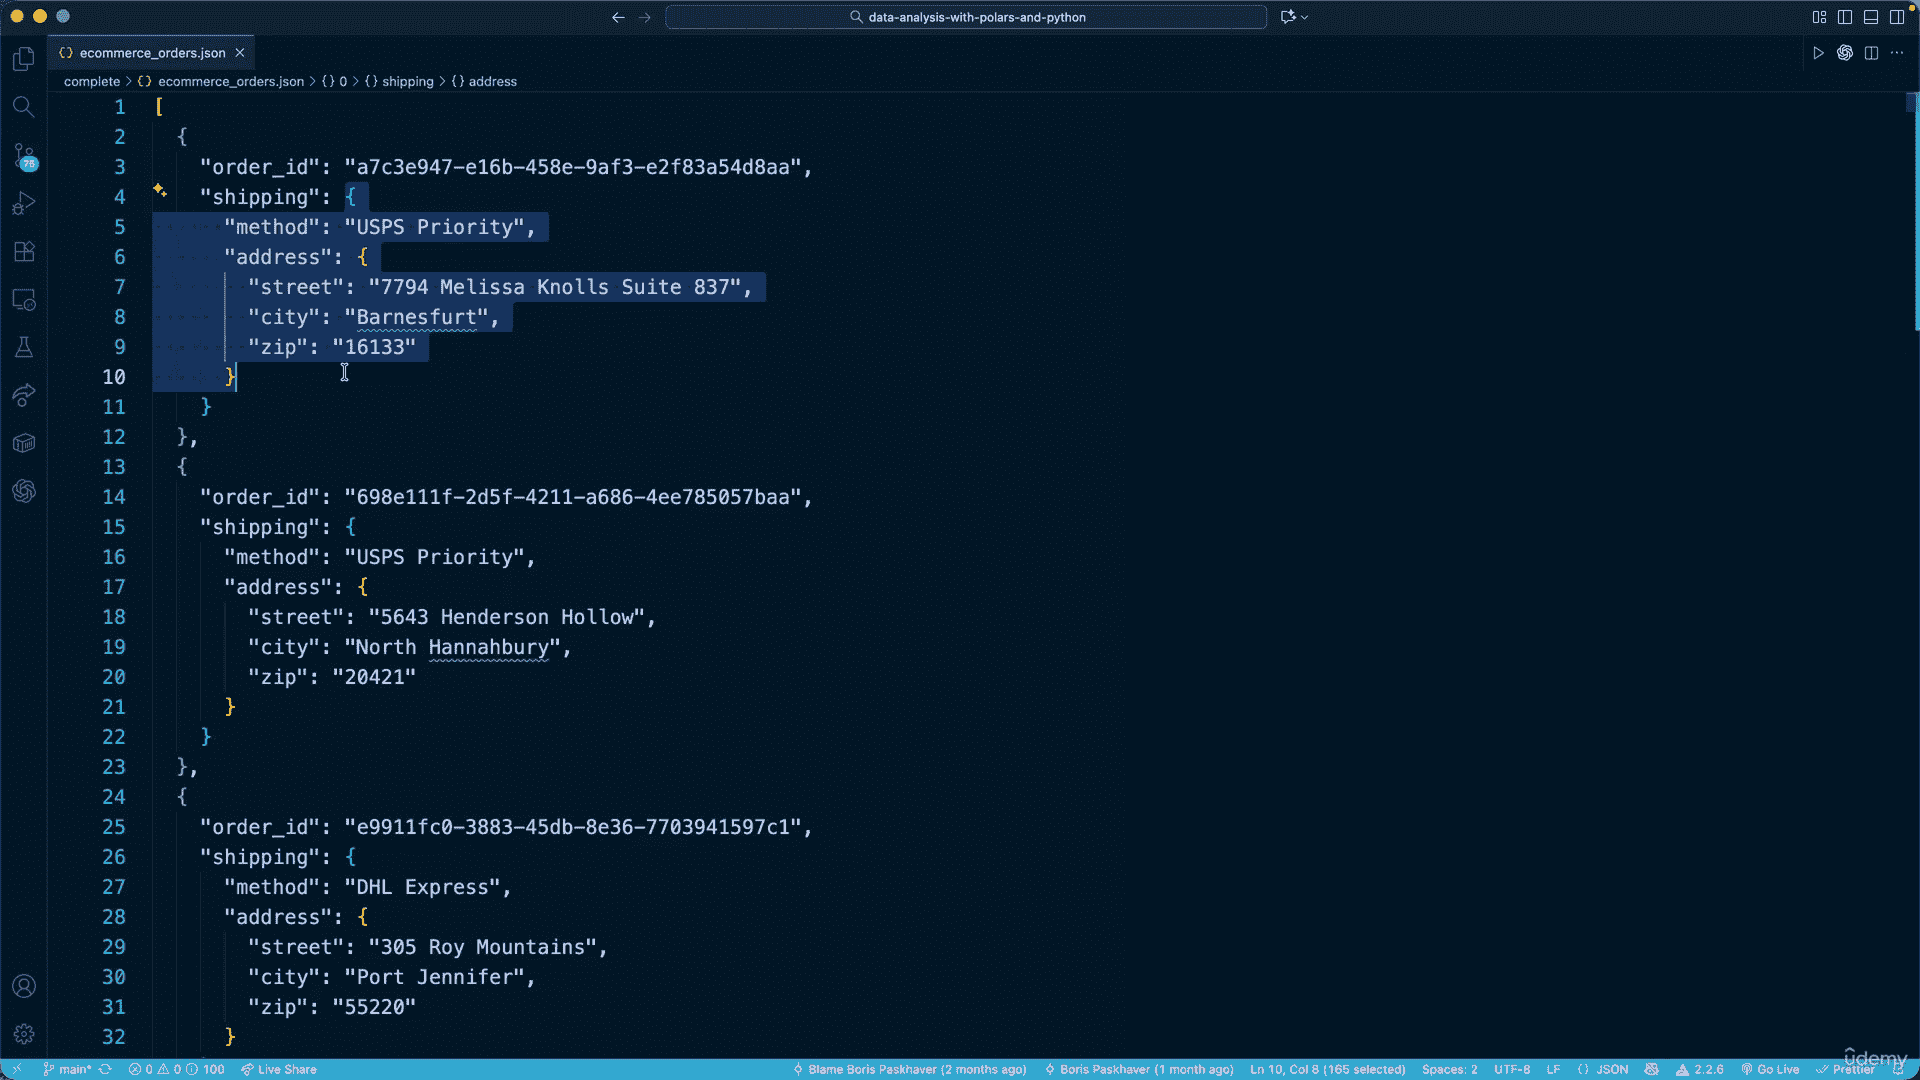 data-analysis-with-polars-and-python
{} ecommerce_orders.json ×
complete > {} ecommerce_orders.json > {} 0 > {} shipping > {} address
1 [
2 {
3 "order_id": "a7c3e947-e16b-458e-9af3-e2f83a54d8aa",
4 "shipping": {
5 "method": "USPS Priority",
6 "address": {
7 "street": "7794 Melissa Knolls Suite 837",
8 "city": "Barnesfurt",
9 "zip": "16133"
10 }
11 }
12 },
13 {
14 "order_id": "698e111f-2d5f-4211-a686-4ee785057baa",
15 "shipping": {
16 "method": "USPS Priority",
17 "address": {
18 "street": "5643 Henderson Hollow",
19 "city": "North Hannahbury",
20 "zip": "20421"
21 }
22 }
23 },
24 {
25 "order_id": "e9911fc0-3883-45db-8e36-7703941597c1",
26 "shipping": {
27 "method": "DHL Express",
28 "address": {
29 "street": "305 Roy Mountains",
30 "city": "Port Jennifer",
31 "zip": "55220"
32 }
75
main* 0 0 100 Live Share Blame Boris Paskhaver (2 months ago) Boris Paskhaver (1 month ago) Ln 10, Col 8 (165 selected) Spaces: 2 UTF-8 LF {} JSON 2.2.6 Go Live Prettier
ûdemy